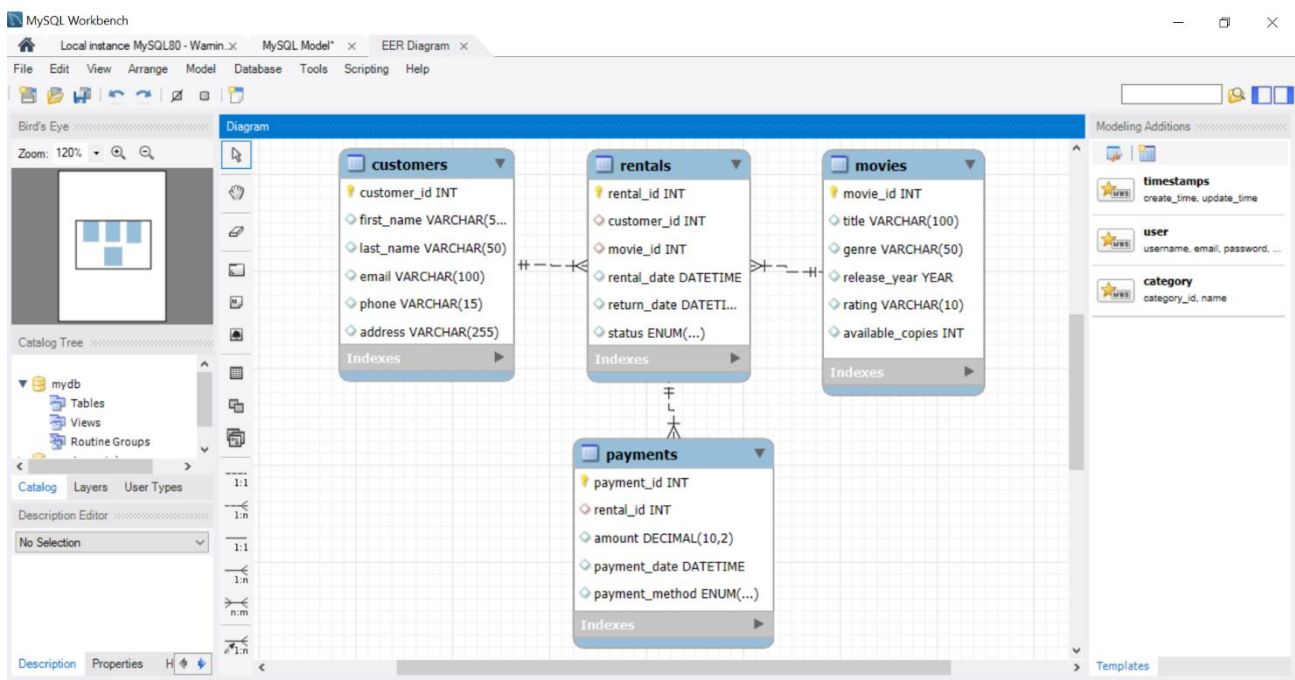 MySQL Workbench
Local instance MySQL80 - Warnin... MySQL Model* EER Diagram
File Edit View Arrange Model Database Tools Scripting Help
Bird's Eye
Zoom: 120%
Diagram
Modeling Additions
customers
customer_id INT
first_name VARCHAR(5...
last_name VARCHAR(50)
email VARCHAR(100)
phone VARCHAR(15)
address VARCHAR(255)
Indexes
rentals
rental_id INT
customer_id INT
movie_id INT
rental_date DATETIME
return_date DATETI...
status ENUM(...)
Indexes
movies
movie_id INT
title VARCHAR(100)
genre VARCHAR(50)
release_year YEAR
rating VARCHAR(10)
available_copies INT
Indexes
payments
payment_id INT
rental_id INT
amount DECIMAL(10,2)
payment_date DATETIME
payment_method ENUM(...)
Indexes
timestamps
create_time, update_time
user
username, email, password, ...
category
category_id, name
Templates
Catalog Tree
mydb
Tables
Views
Routine Groups
Catalog Layers User Types
Description Editor
No Selection
Description Properties H
1:1
1:n
1:1
1:n
n:m
1:n